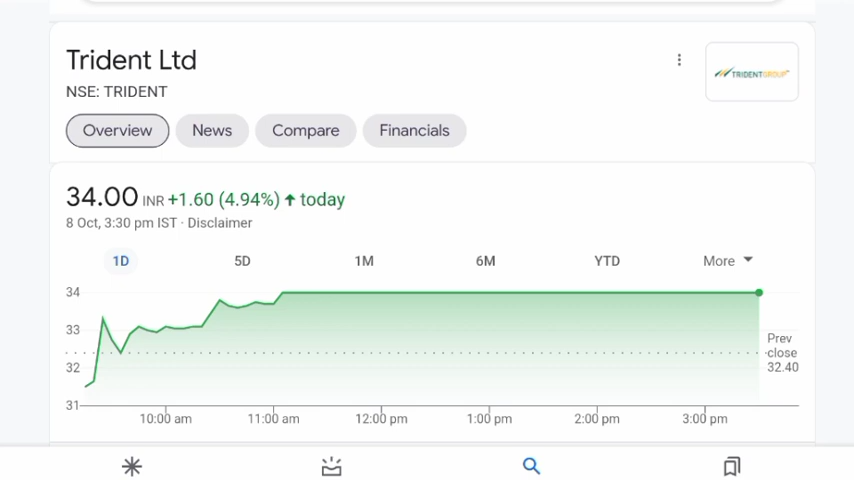 Trident Ltd
NSE: TRIDENT
TRIDENTGROUP
Overview News Compare Financials
34.00 INR +1.60 (4.94%) ↑ today
8 Oct, 3:30 pm IST · Disclaimer
1D 5D 1M 6M YTD More
34
33
32
31
Prev
close
32.40
10:00 am 11:00 am 12:00 pm 1:00 pm 2:00 pm 3:00 pm